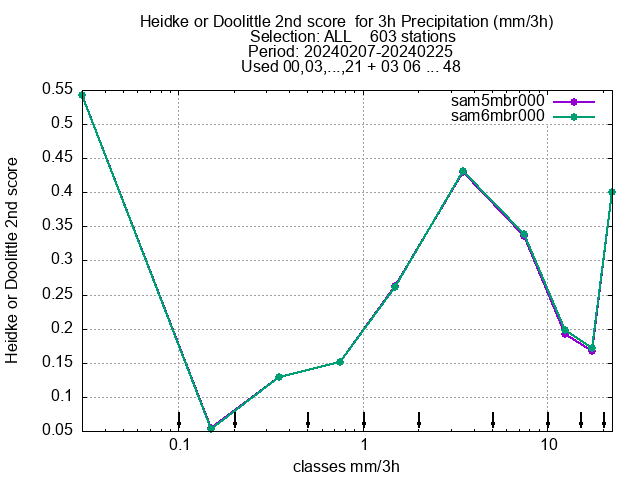 Heidke or Doolittle 2nd score  for 3h Precipitation (mm/3h)
Selection: ALL    603 stations
Period: 20240207-20240225
Used 00,03,...,21 + 03 06 ... 48
sam5mbr000
sam6mbr000
0.55
0.5
0.45
0.4
0.35
0.3
0.25
0.2
0.15
0.1
0.05
Heidke or Doolittle 2nd score
0.1 1 10
classes mm/3h